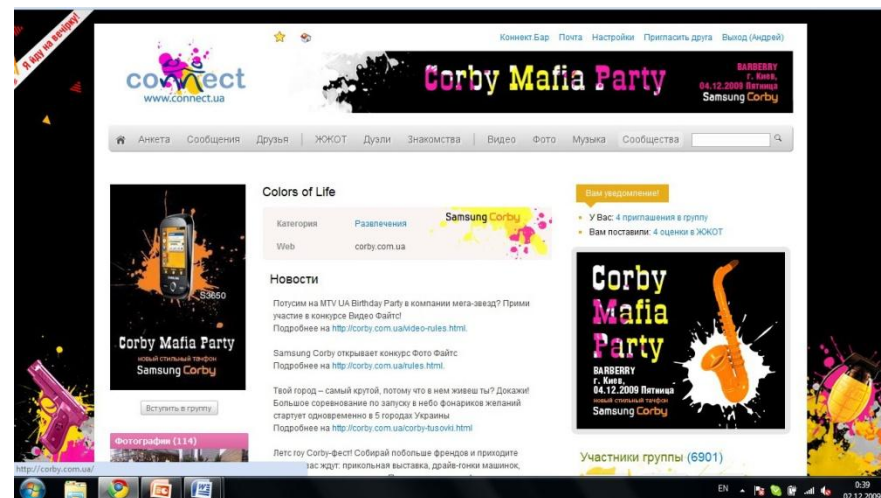 Я йду на вечірку!
connect
www.connect.ua
Коннект.Бар Почта Настройки Пригласить друга Выход (Андрей)
Corby Mafia Party
BARBERRY
г. Киев,
04.12.2009 Пятница
Samsung Corby
Анкета Сообщения Друзья ЖЖОТ Дуэли Знакомства Видео Фото Музыка Сообщества
S3650
Corby Mafia Party
новый стильный тачфон
Samsung Corby
Вступить в группу
Фотографии (114)
Colors of Life
Категория Развлечения
Web corby.com.ua
Samsung Corby
Новости
Потусим на MTV UA Birthday Party в компании мега-звезд? Прими
участие в конкурсе Видео Файтс!
Подробнее на http://corby.com.ua/video-rules.html.
Samsung Corby открывает конкурс Фото Файтс
Подробнее на http://corby.com.ua/rules.html.
Твой город – самый крутой, потому что в нем живеш ты? Докажи!
Большое соревнование по запуску в небо фонариков желаний
стартует одновременно в 5 городах Украины
Подробнее на http://corby.com.ua/corby-tusovki.html
Летс гоу Corby-фест! Собирай побольше френдов и приходите
вас ждут: прикольная выставка, драйв-гонки машинок,
Вам уведомление!
У Вас: 4 приглашения в группу
Вам поставили: 4 оценки в ЖЖОТ
Corby
Mafia
Party
BARBERRY
г. Киев,
04.12.2009 Пятница
новый стильный тачфон
Samsung Corby
Участники группы (6901)
http://corby.com.ua/
EN
0:39
02.12.2009